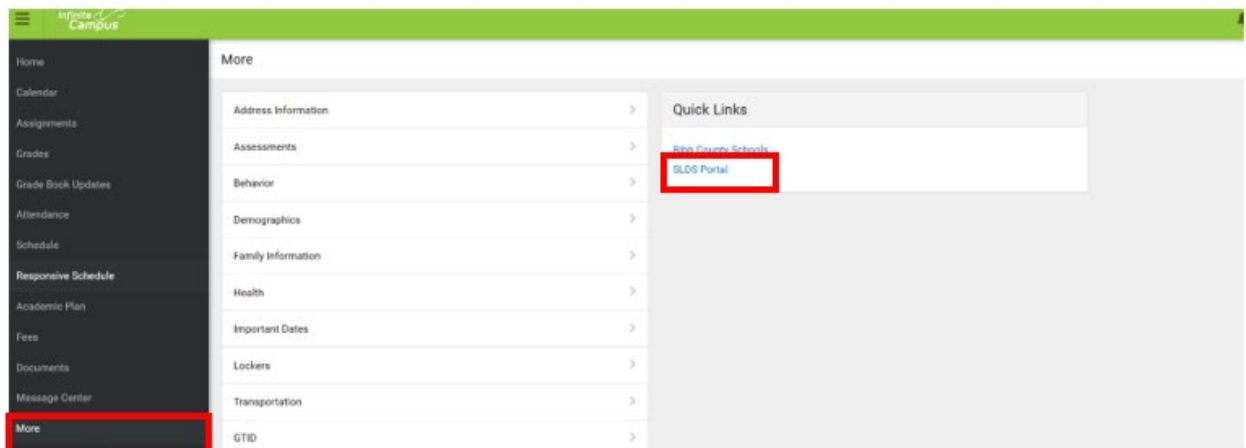 Infinite
Campus
Home
Calendar
Assignments
Grades
Grade Book Updates
Attendance
Schedule
Responsive Schedule
Academic Plan
Fees
Documents
Message Center
More
More
Address Information
Assessments
Behavior
Demographics
Family Information
Health
Important Dates
Lockers
Transportation
GTID
Quick Links
Bibb County Schools
SLDS Portal